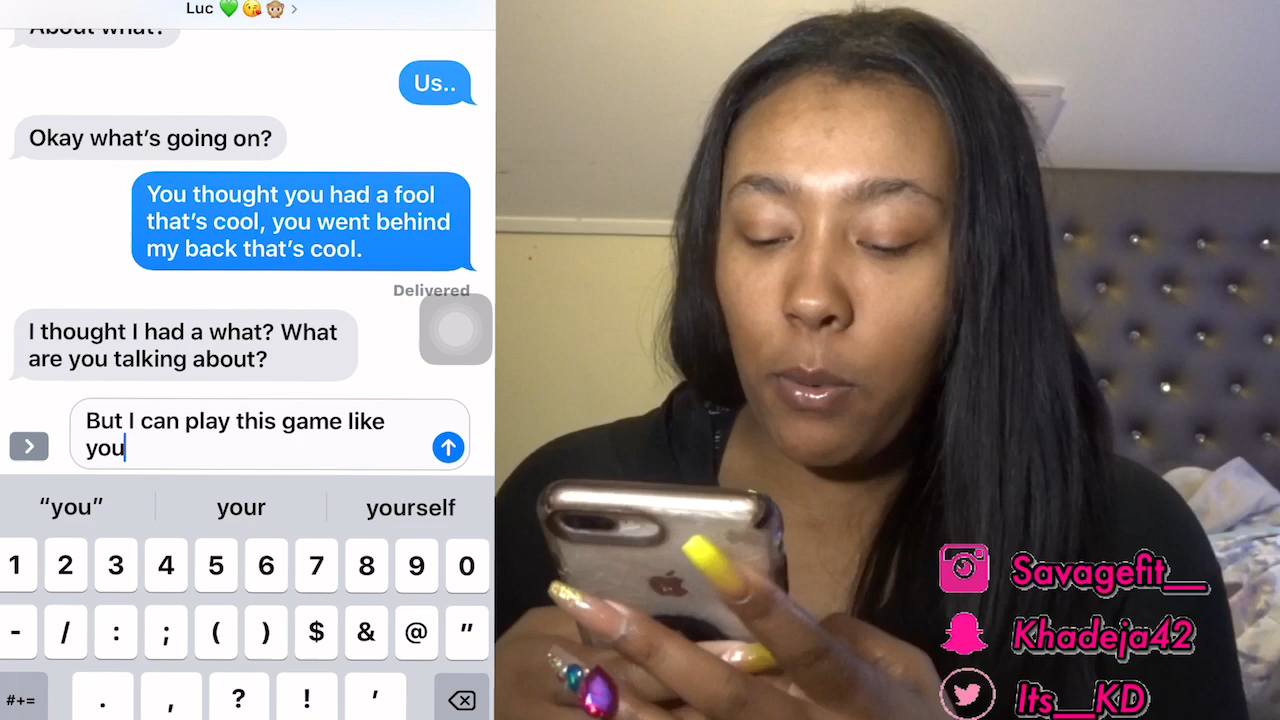 Luc 💚😘🙊 >
About what?
Us..
Okay what's going on?
You thought you had a fool
that's cool, you went behind
my back that's cool.
Delivered
I thought I had a what? What
are you talking about?
But I can play this game like
you
“you” your yourself
1 2 3 4 5 6 7 8 9 0
- / : ; ( ) $ & @ "
#+= . , ? ! '
Savagefit__
Khadeja42
Its__KD